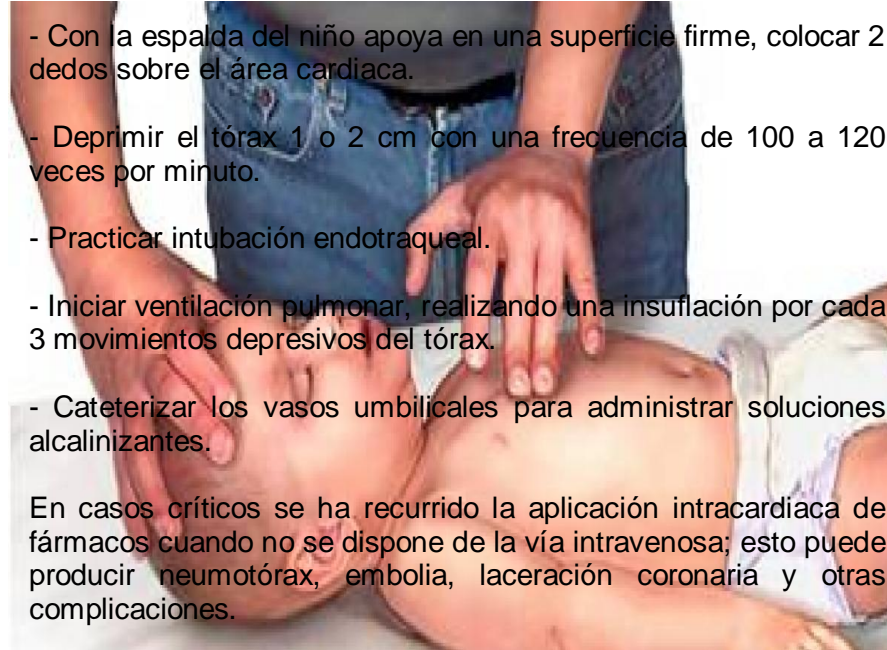 - Con la espalda del niño apoya en una superficie firme, colocar 2
dedos sobre el área cardiaca.
- Deprimir el tórax 1 o 2 cm con una frecuencia de 100 a 120
veces por minuto.
- Practicar intubación endotraqueal.
- Iniciar ventilación pulmonar, realizando una insuflación por cada
3 movimientos depresivos del tórax.
- Cateterizar los vasos umbilicales para administrar soluciones
alcalinizantes.
En casos críticos se ha recurrido la aplicación intracardiaca de
fármacos cuando no se dispone de la vía intravenosa; esto puede
producir neumotórax, embolia, laceración coronaria y otras
complicaciones.